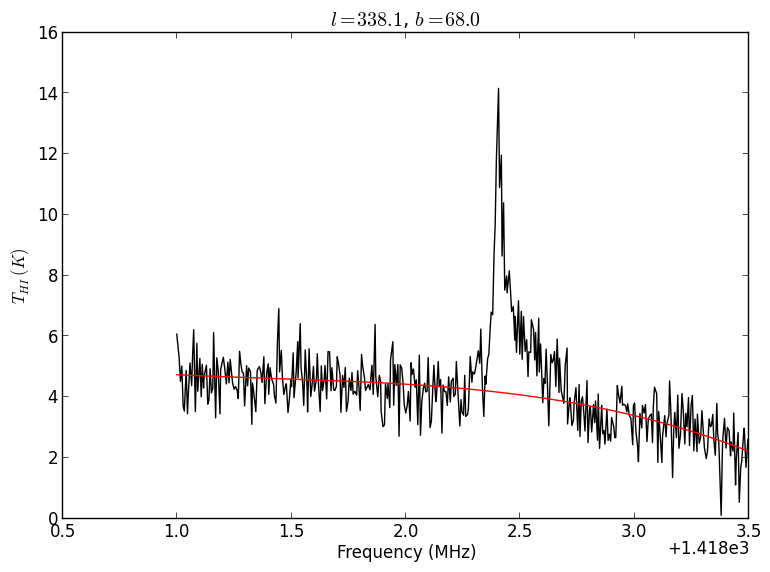 l = 338.1, b = 68.0
16
14
12
10
8
6
4
2
0
T_HI (K)
0.5 1.0 1.5 2.0 2.5 3.0 3.5
+1.418e3
Frequency (MHz)